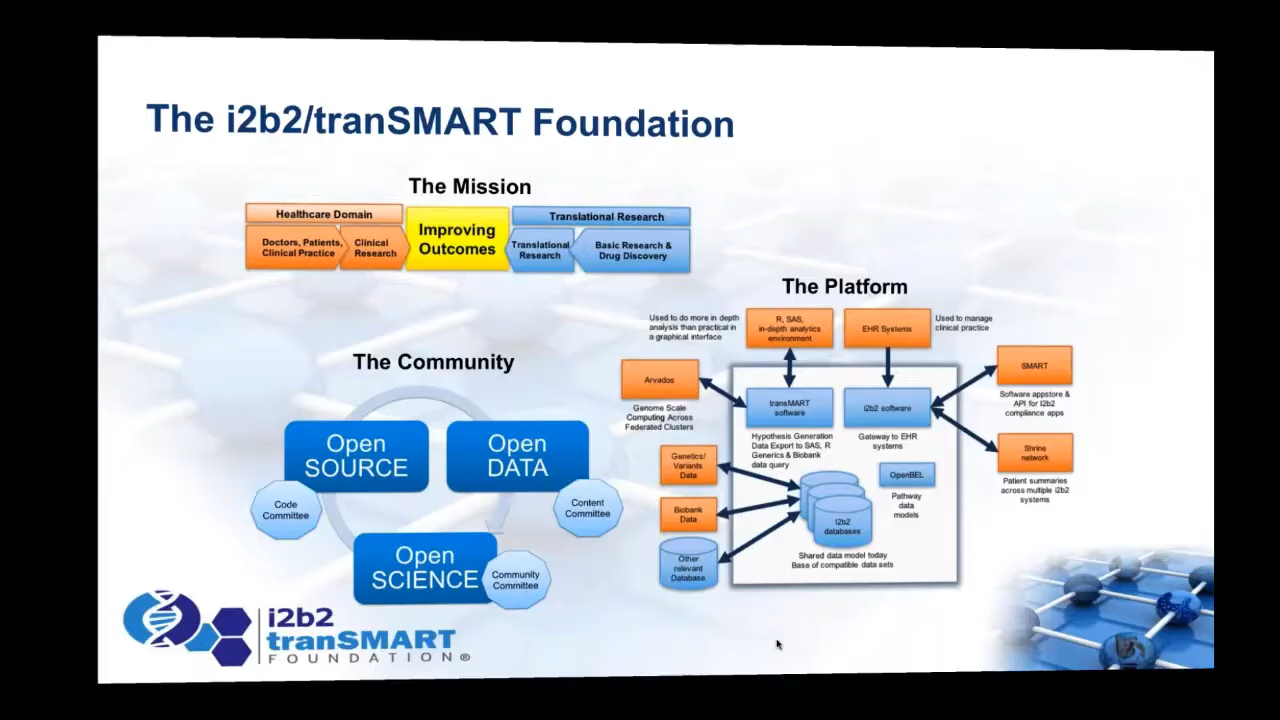 The i2b2/tranSMART Foundation
The Mission
Healthcare Domain
Doctors, Patients,
Clinical Practice
Clinical
Research
Improving
Outcomes
Translational Research
Translational
Research
Basic Research &
Drug Discovery
The Community
Open
SOURCE
Code
Committee
Open
DATA
Content
Committee
Open
SCIENCE
Community
Committee
The Platform
Used to do more in depth
analysis than practical in
a graphical interface
R, SAS,
in-depth analytics
environment
EHR Systems
Used to manage
clinical practice
Arvados
Genome Scale
Computing Across
Federated Clusters
transMART
software
Hypothesis Generation
Data Export to SAS, R
Generics & Biobank
data query
i2b2 software
Gateway to EHR
systems
SMART
Software appstore &
API for I2b2
compliance apps
Shrine
network
Patient summaries
across multiple i2b2
systems
Genetics/
Variants
Data
Biobank
Data
Other
relevant
Database
I2b2
databases
OpenBEL
Pathway
data
models
Shared data model today
Base of compatible data sets
i2b2
tranSMART
FOUNDATION®